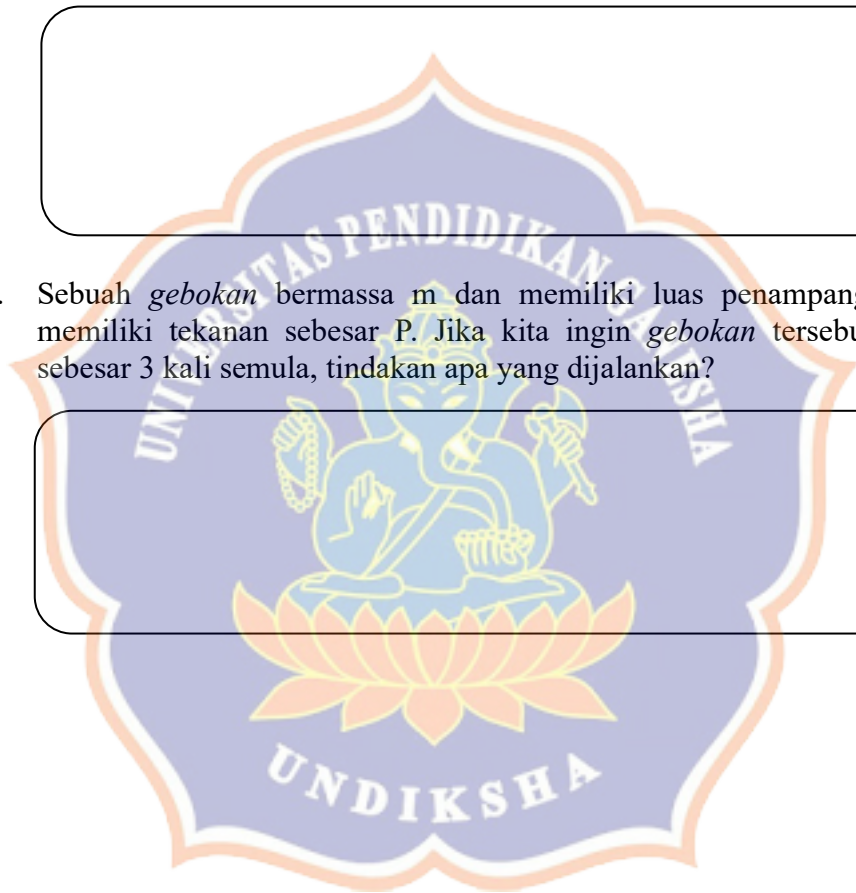 UNIVERSITAS PENDIDIKAN GANESHA
. Sebuah gebokan bermassa m dan memiliki luas penampang
memiliki tekanan sebesar P. Jika kita ingin gebokan tersebu
sebesar 3 kali semula, tindakan apa yang dijalankan?
UNDIKSHA